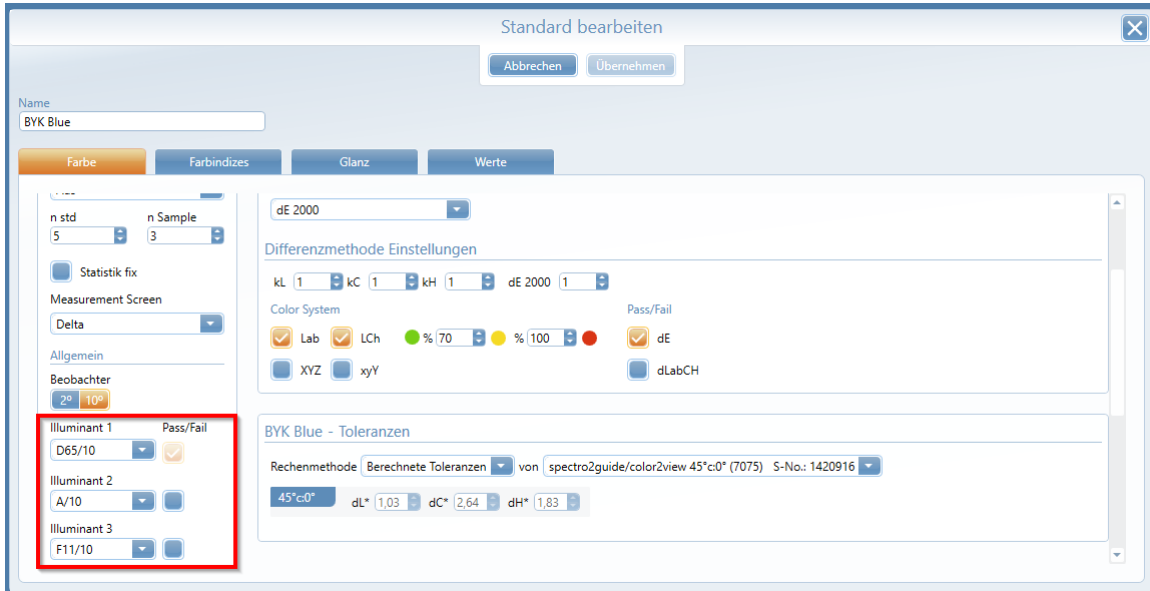 Standard bearbeiten
Abbrechen Übernehmen
Name
BYK Blue
Farbe Farbindizes Glanz Werte
n std n Sample
5 3
Statistik fix
Measurement Screen
Delta
Allgemein
Beobachter
2° 10°
Illuminant 1 Pass/Fail
D65/10
Illuminant 2
A/10
Illuminant 3
F11/10
dE 2000
Differenzmethode Einstellungen
kL 1 kC 1 kH 1 dE 2000 1
Color System Pass/Fail
Lab LCh % 70 % 100 dE
XYZ xyY dLabCH
BYK Blue - Toleranzen
Rechenmethode Berechnete Toleranzen von spectro2guide/color2view 45°c:0° (7075) S-No.: 1420916
45°c:0° dL* 1,03 dC* 2,64 dH* 1,83